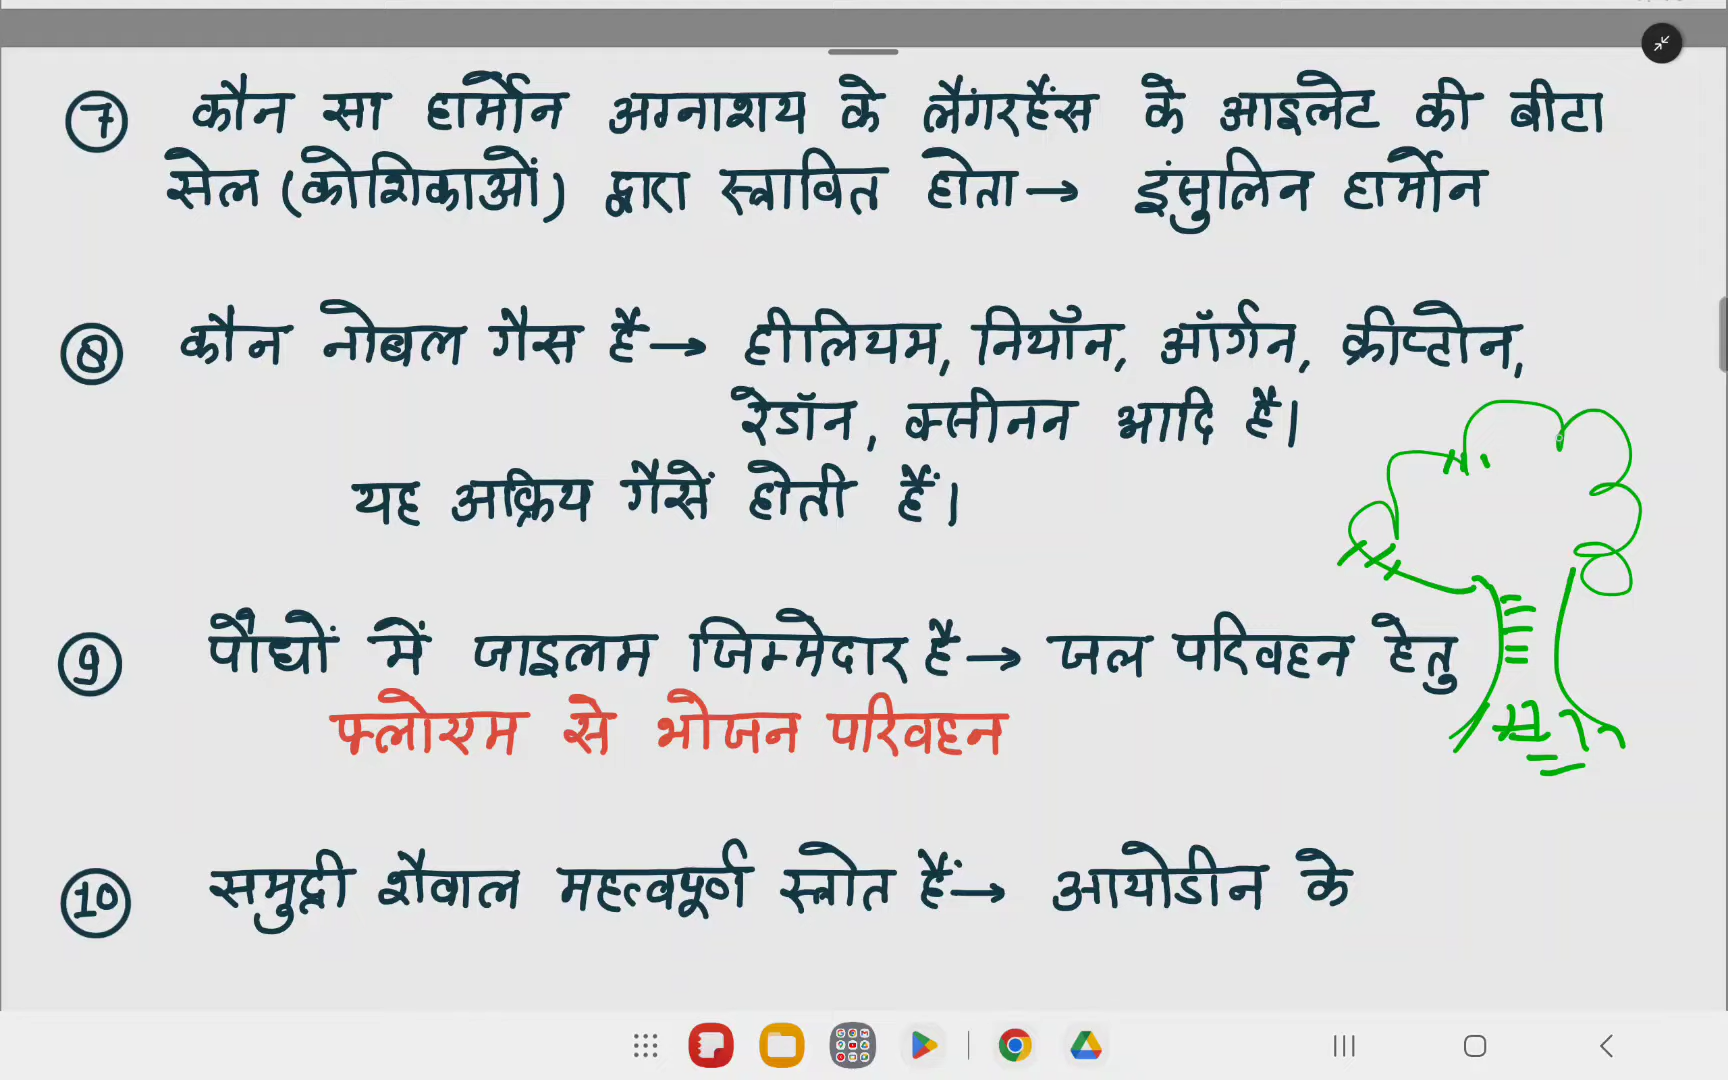 7 कौन सा हार्मोन अग्नाशय के लैंगरहैंस के आइलेट की बीटा
सेल (कोशिकाओं) द्वारा स्त्रावित होता → इंसुलिन हार्मोन
8 कौन नोबल गैस है → हीलियम, नियॉन, ऑर्गन, क्रीप्टोन,
रेडॉन, क्सीनन आदि है।
यह अक्रिय गैसें होती हैं।
9 पौधों में जाइलम जिम्मेदार है → जल परिवहन हेतु
फ्लोएम से भोजन परिवहन
10 समुद्री शैवाल महत्वपूर्ण स्त्रोत हैं → आयोडीन के